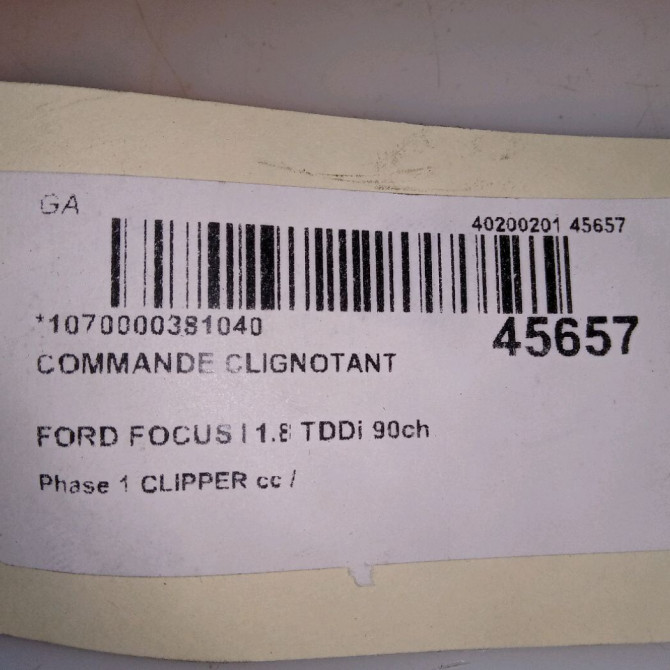 GA
40200201 45657
*1070000381040
45657
COMMANDE CLIGNOTANT
FORD FOCUS I 1.8 TDDi 90ch
Phase 1 CLIPPER cc /